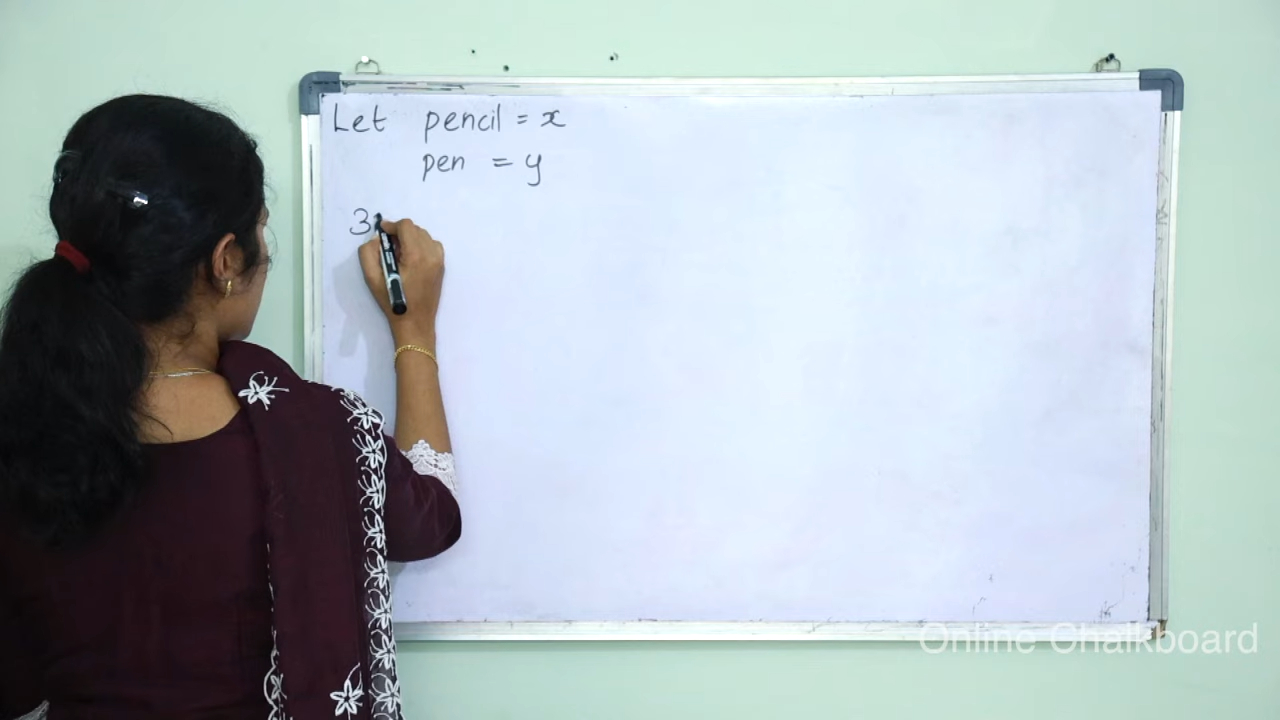 Let pencil = x
pen = y
3
Online Chalkboard